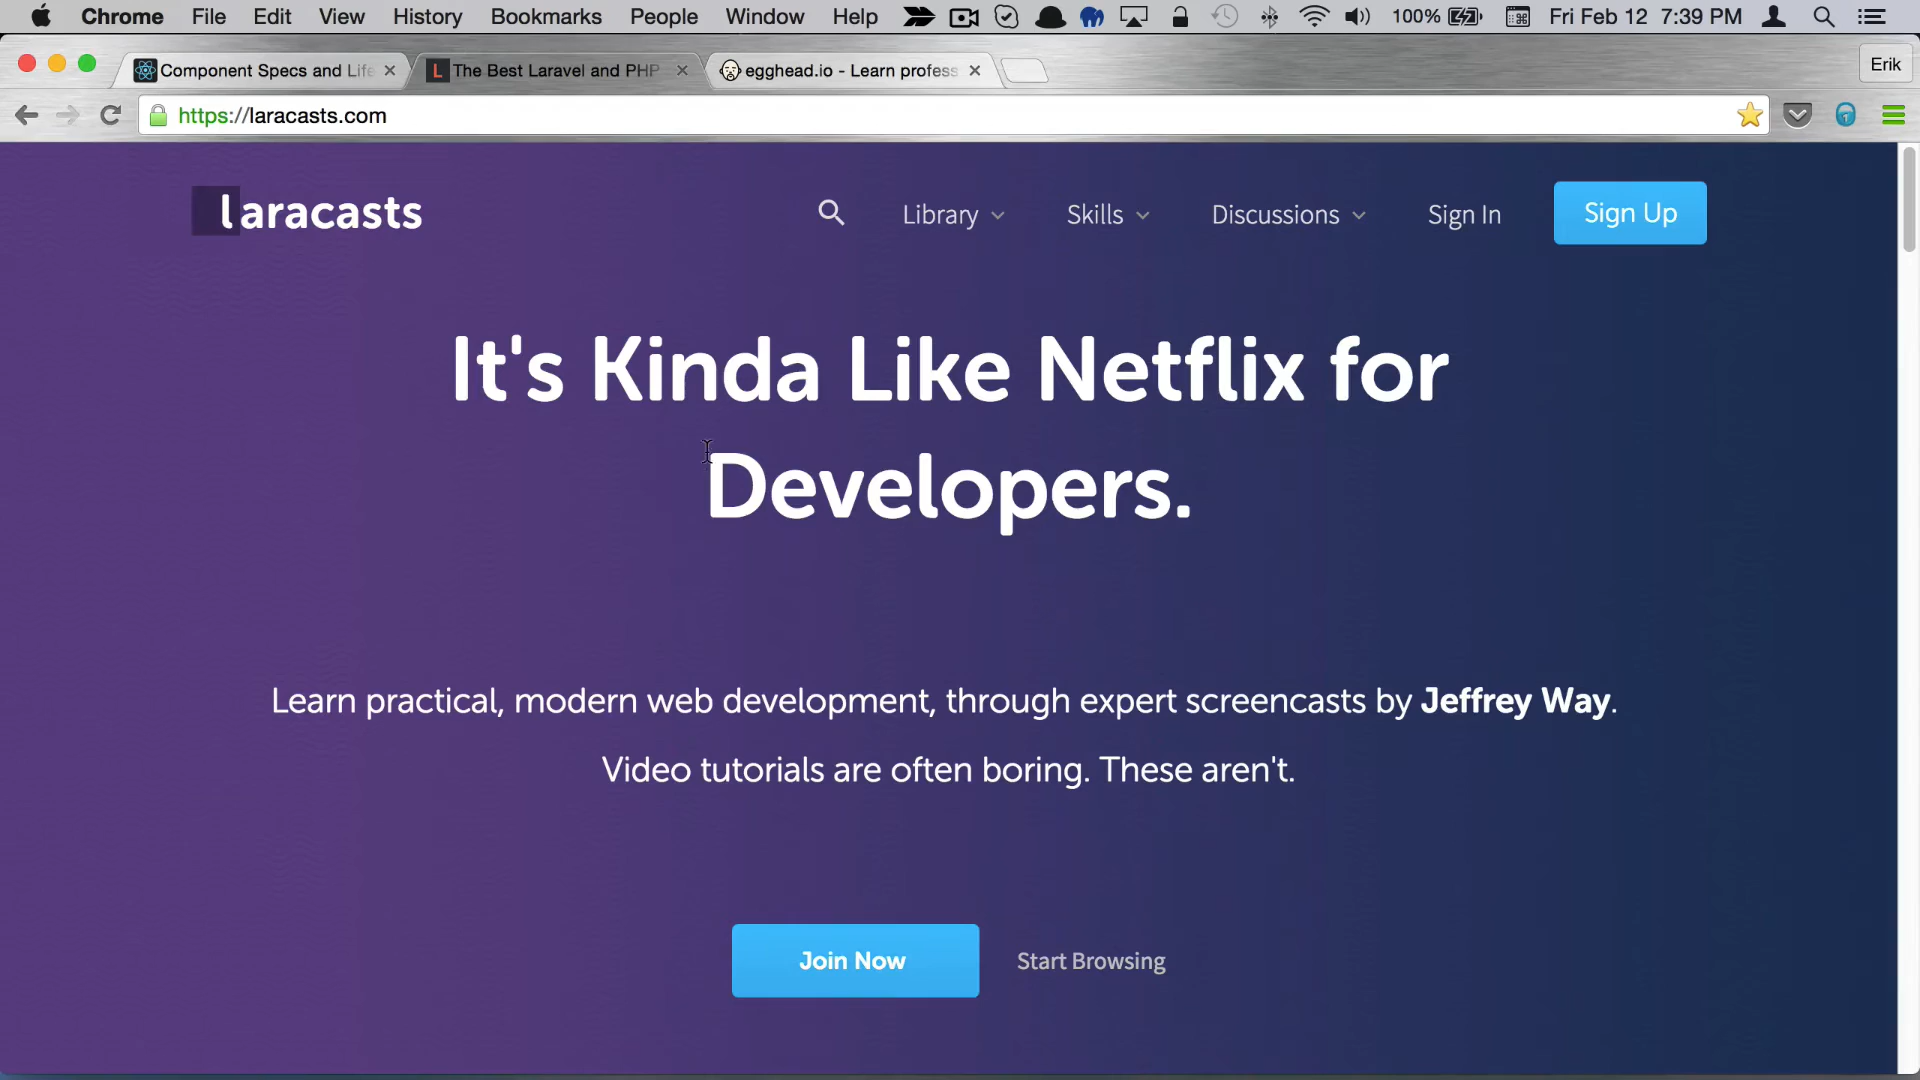 Chrome File Edit View History Bookmarks People Window Help 100% Fri Feb 12 7:39 PM
Component Specs and Life The Best Laravel and PHP egghead.io - Learn profess Erik
https://laracasts.com
laracasts Library Skills Discussions Sign In Sign Up
It's Kinda Like Netflix for
Developers.
Learn practical, modern web development, through expert screencasts by Jeffrey Way.
Video tutorials are often boring. These aren't.
Join Now Start Browsing